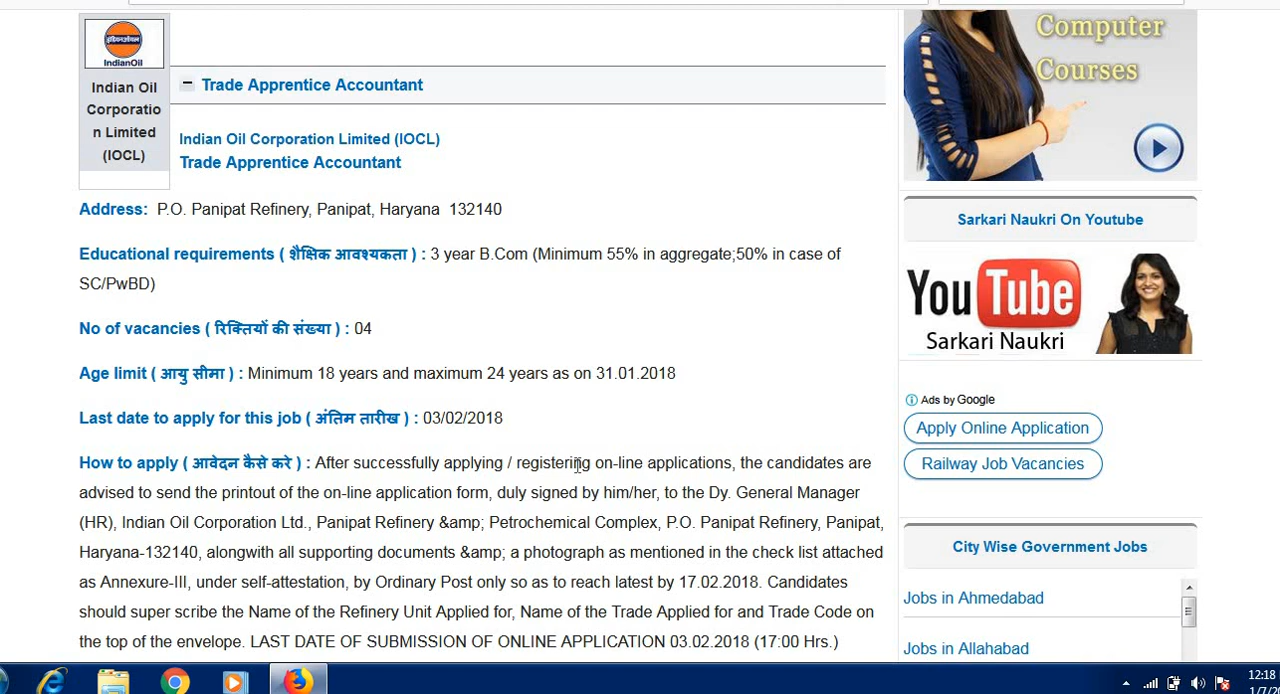 इंडियनऑयल
IndianOil
Indian Oil
Corporatio
n Limited
(IOCL)
Trade Apprentice Accountant
Indian Oil Corporation Limited (IOCL)
Trade Apprentice Accountant
Address: P.O. Panipat Refinery, Panipat, Haryana 132140
Educational requirements ( शैक्षिक आवश्यकता ) : 3 year B.Com (Minimum 55% in aggregate;50% in case of
SC/PwBD)
No of vacancies ( रिक्तियों की संख्या ) : 04
Age limit ( आयु सीमा ) : Minimum 18 years and maximum 24 years as on 31.01.2018
Last date to apply for this job ( अंतिम तारीख ) : 03/02/2018
How to apply ( आवेदन कैसे करे ) : After successfully applying / registering on-line applications, the candidates are
advised to send the printout of the on-line application form, duly signed by him/her, to the Dy. General Manager
(HR), Indian Oil Corporation Ltd., Panipat Refinery &amp; Petrochemical Complex, P.O. Panipat Refinery, Panipat,
Haryana-132140, alongwith all supporting documents &amp; a photograph as mentioned in the check list attached
as Annexure-III, under self-attestation, by Ordinary Post only so as to reach latest by 17.02.2018. Candidates
should super scribe the Name of the Refinery Unit Applied for, Name of the Trade Applied for and Trade Code on
the top of the envelope. LAST DATE OF SUBMISSION OF ONLINE APPLICATION 03.02.2018 (17:00 Hrs.)
Computer
Courses
Sarkari Naukri On Youtube
You Tube
Sarkari Naukri
Ads by Google
Apply Online Application
Railway Job Vacancies
City Wise Government Jobs
Jobs in Ahmedabad
Jobs in Allahabad
12:18